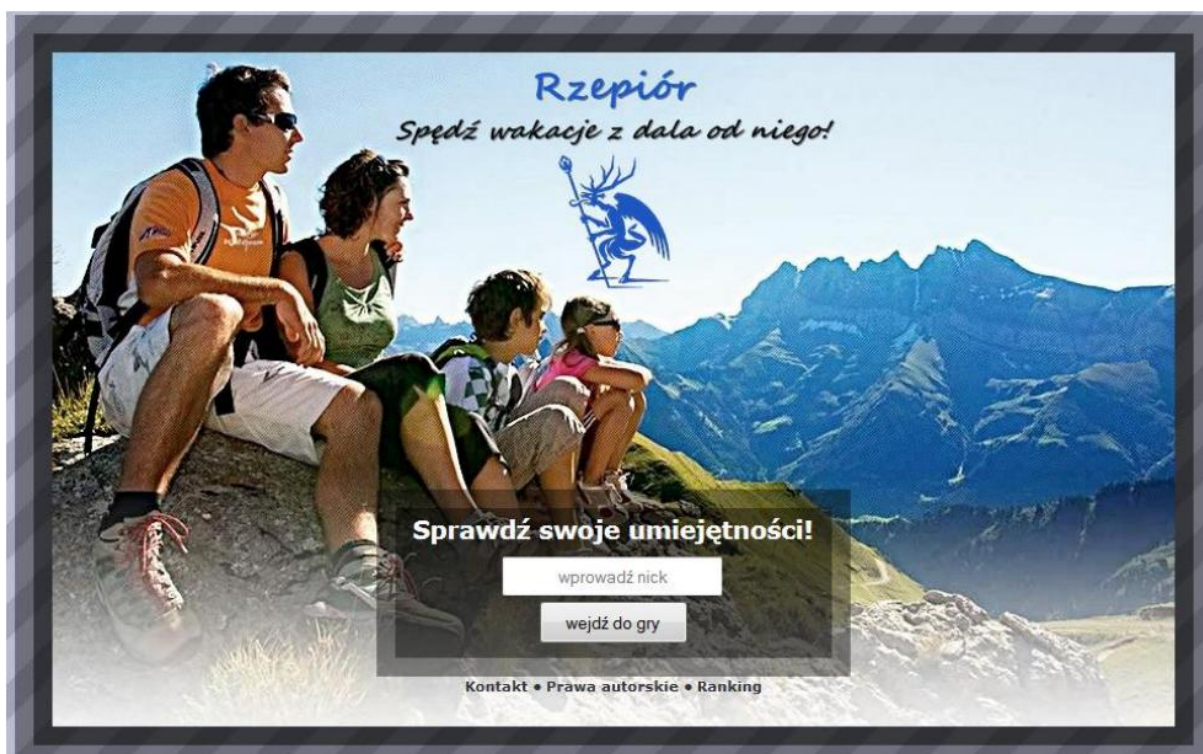 Rzepiór
Spędź wakacje z dala od niego!
Sprawdź swoje umiejętności!
wprowadź nick
wejdź do gry
Kontakt • Prawa autorskie • Ranking